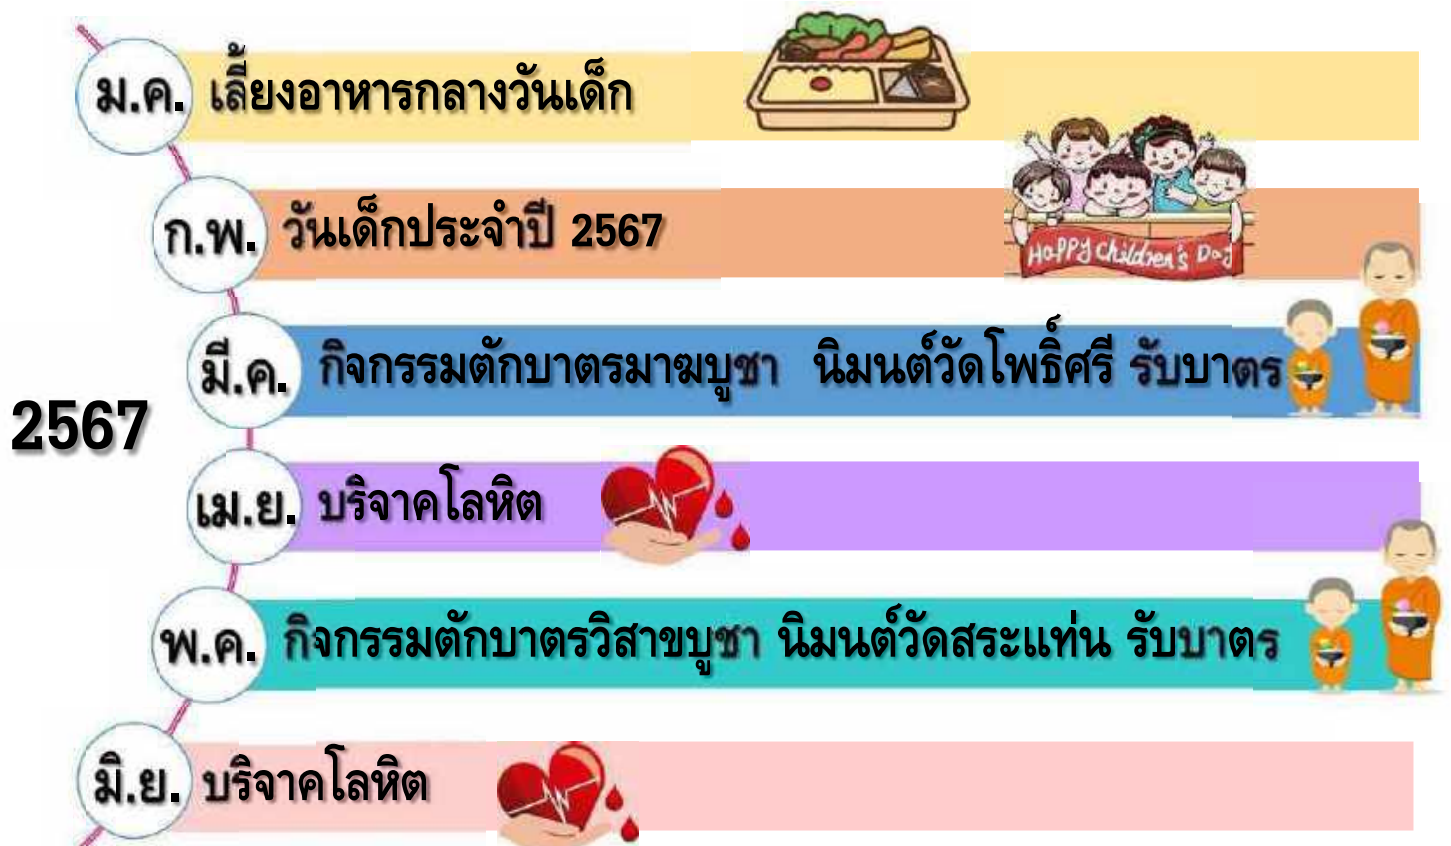 ม.ค. เลี้ยงอาหารกลางวันเด็ก
ก.พ. วันเด็กประจำปี 2567
Happy Children's Day
มี.ค. กิจกรรมตักบาตรมาฆบูชา นิมนต์วัดโพธิ์ศรี รับบาตร
2567
เม.ย. บริจาคโลหิต
พ.ค. กิจกรรมตักบาตรวิสาขบูชา นิมนต์วัดสระแท่น รับบาตร
มิ.ย. บริจาคโลหิต